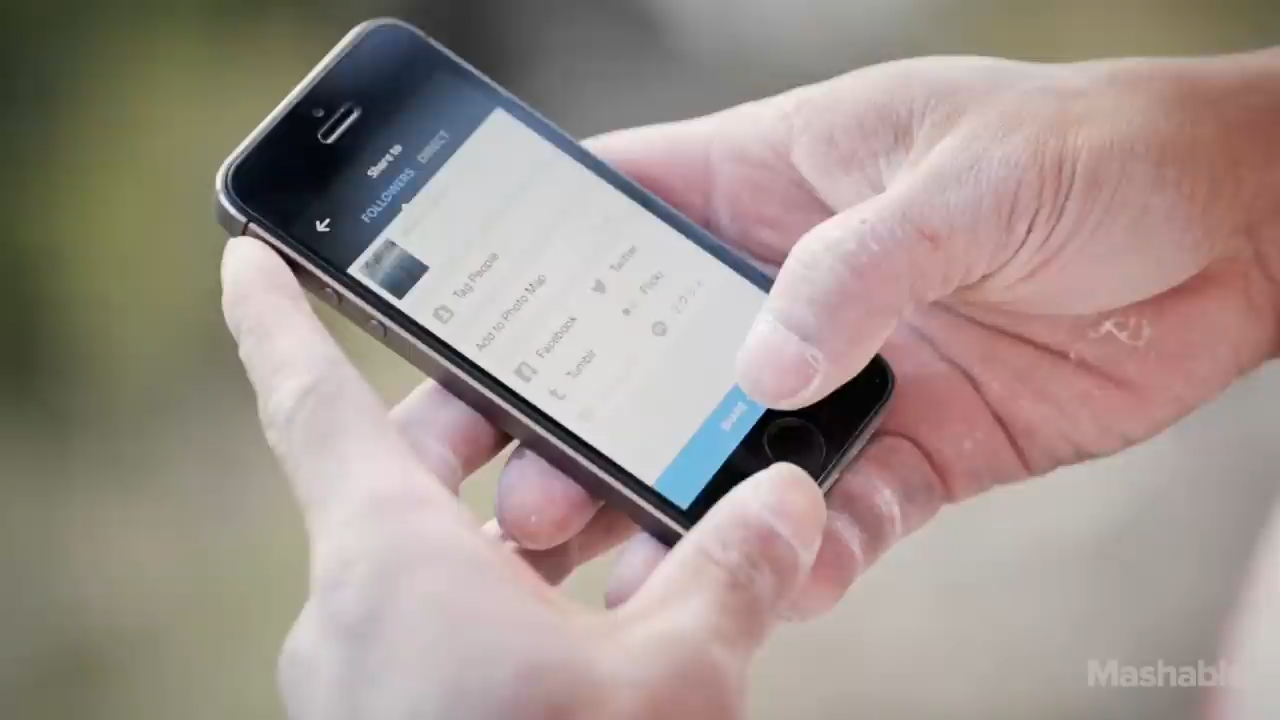 Share to
FOLLOWERS DIRECT
Tag People
Add to Photo Map
Facebook
Twitter
Tumblr
Flickr
SHARE
Mashable